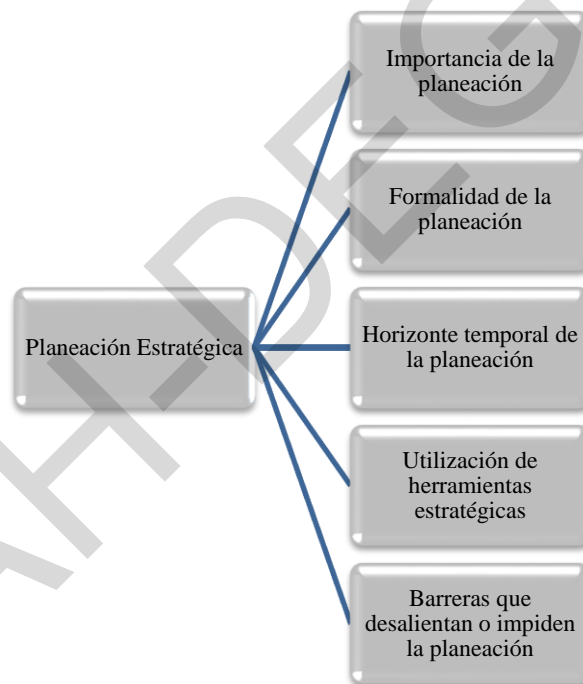 Importancia de la
planeación
Formalidad de la
planeación
Planeación Estratégica
Horizonte temporal de
la planeación
Utilización de
herramientas
estratégicas
Barreras que
desalientan o impiden
la planeación